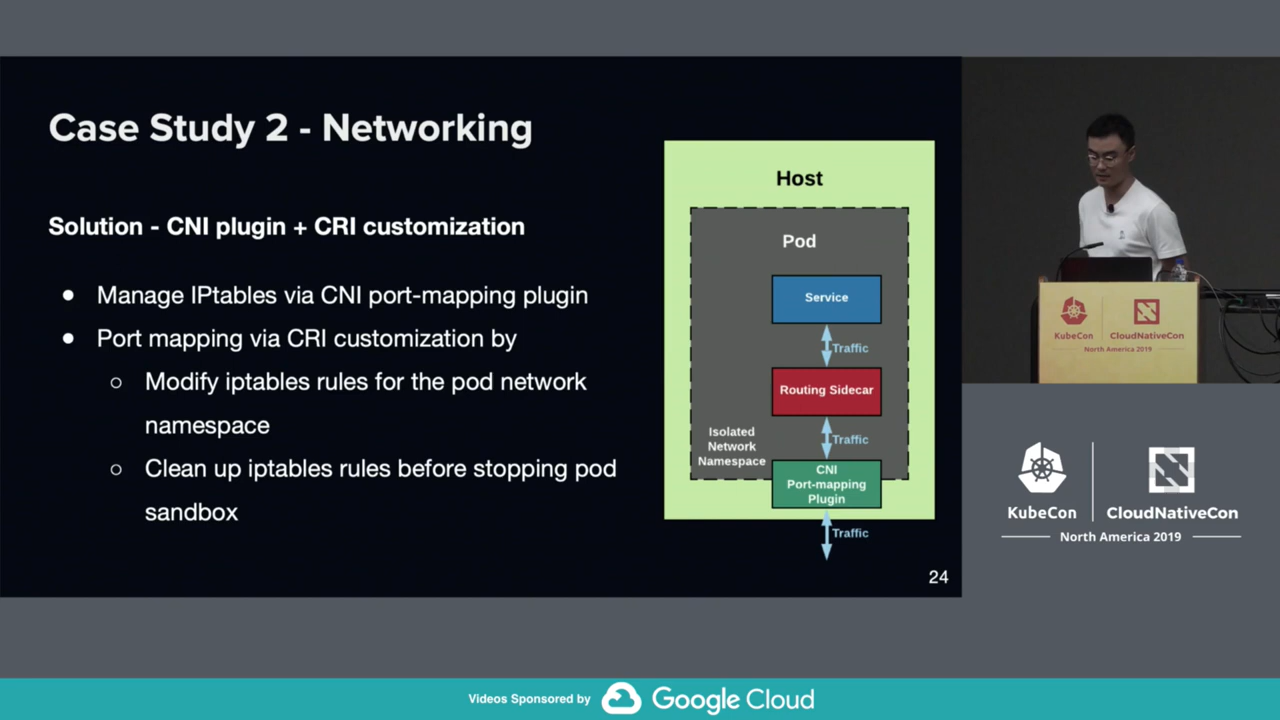 Case Study 2 - Networking
Solution - CNI plugin + CRI customization
● Manage IPtables via CNI port-mapping plugin
● Port mapping via CRI customization by
○ Modify iptables rules for the pod network
namespace
○ Clean up iptables rules before stopping pod
sandbox
Host
Pod
Service
Traffic
Routing Sidecar
Traffic
Isolated
Network
Namespace
CNI
Port-mapping
Plugin
Traffic
24
KubeCon
CloudNativeCon
North America 2019
KubeCon
CloudNativeCon
North America 2019
Videos Sponsored by
Google Cloud